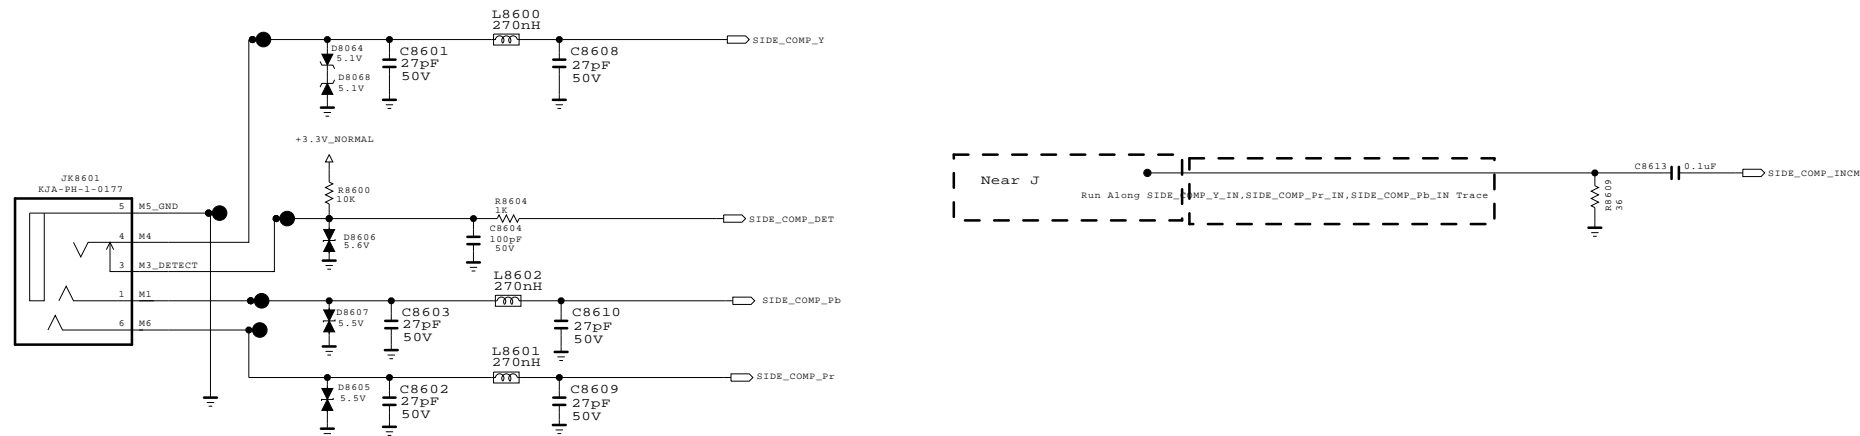 L8600
270nH
D8064
5.1V
D8068
5.1V
C8601
27pF
50V
C8608
27pF
50V
SIDE_COMP_Y
+3.3V_NORMAL
R8600
10K
JK8601
KJA-PH-1-0177
5 M5_GND
4 M4
3 M3_DETECT
1 M1
6 M6
D8606
5.6V
R8604
1K
C8604
100pF
50V
SIDE_COMP_DET
L8602
270nH
D8607
5.5V
C8603
27pF
50V
C8610
27pF
50V
SIDE_COMP_Pb
L8601
270nH
D8605
5.5V
C8602
27pF
50V
C8609
27pF
50V
SIDE_COMP_Pr
Near J
Run Along SIDE_COMP_Y_IN,SIDE_COMP_Pr_IN,SIDE_COMP_Pb_IN Trace
C8613 0.1uF
R8609
36
SIDE_COMP_INCM